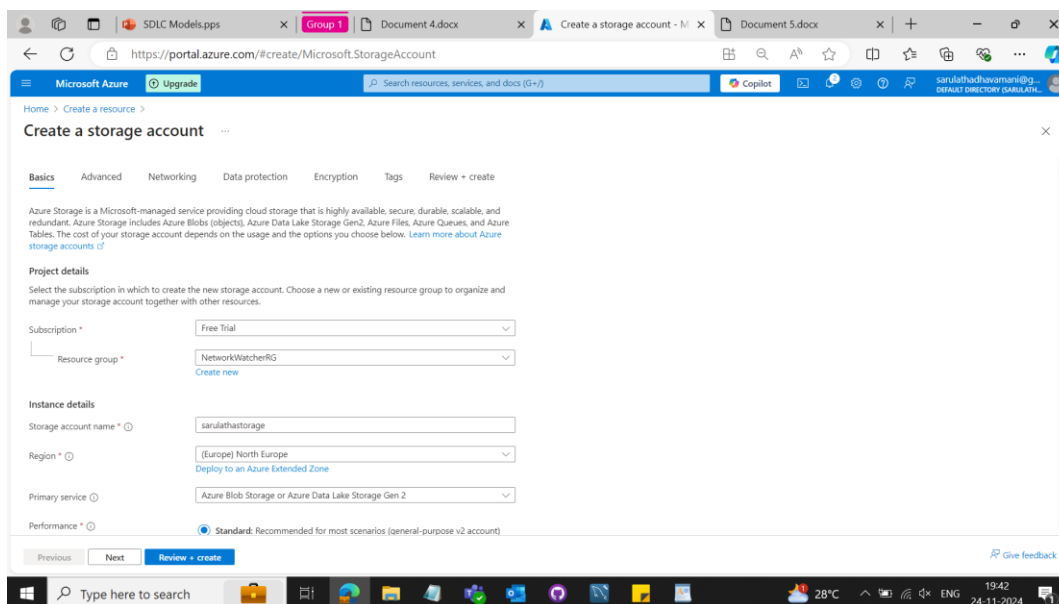 SDLC Models.pps
Group 1
Document 4.docx
Create a storage account - M
Document 5.docx
https://portal.azure.com/#create/Microsoft.StorageAccount
Microsoft Azure
Upgrade
Search resources, services, and docs (G+/)
Copilot
2
sarulathadhavamani@g...
DEFAULT DIRECTORY (SARULATH...
Home > Create a resource >
Create a storage account ...
Basics Advanced Networking Data protection Encryption Tags Review + create
Azure Storage is a Microsoft-managed service providing cloud storage that is highly available, secure, durable, scalable, and
redundant. Azure Storage includes Azure Blobs (objects), Azure Data Lake Storage Gen2, Azure Files, Azure Queues, and Azure
Tables. The cost of your storage account depends on the usage and the options you choose below. Learn more about Azure
storage accounts
Project details
Select the subscription in which to create the new storage account. Choose a new or existing resource group to organize and
manage your storage account together with other resources.
Subscription *
Free Trial
Resource group *
NetworkWatcherRG
Create new
Instance details
Storage account name *
sarulathastorage
Region *
(Europe) North Europe
Deploy to an Azure Extended Zone
Primary service
Azure Blob Storage or Azure Data Lake Storage Gen 2
Performance *
Standard: Recommended for most scenarios (general-purpose v2 account)
Previous
Next
Review + create
Give feedback
Type here to search
28°C
ENG
19:42
24-11-2024